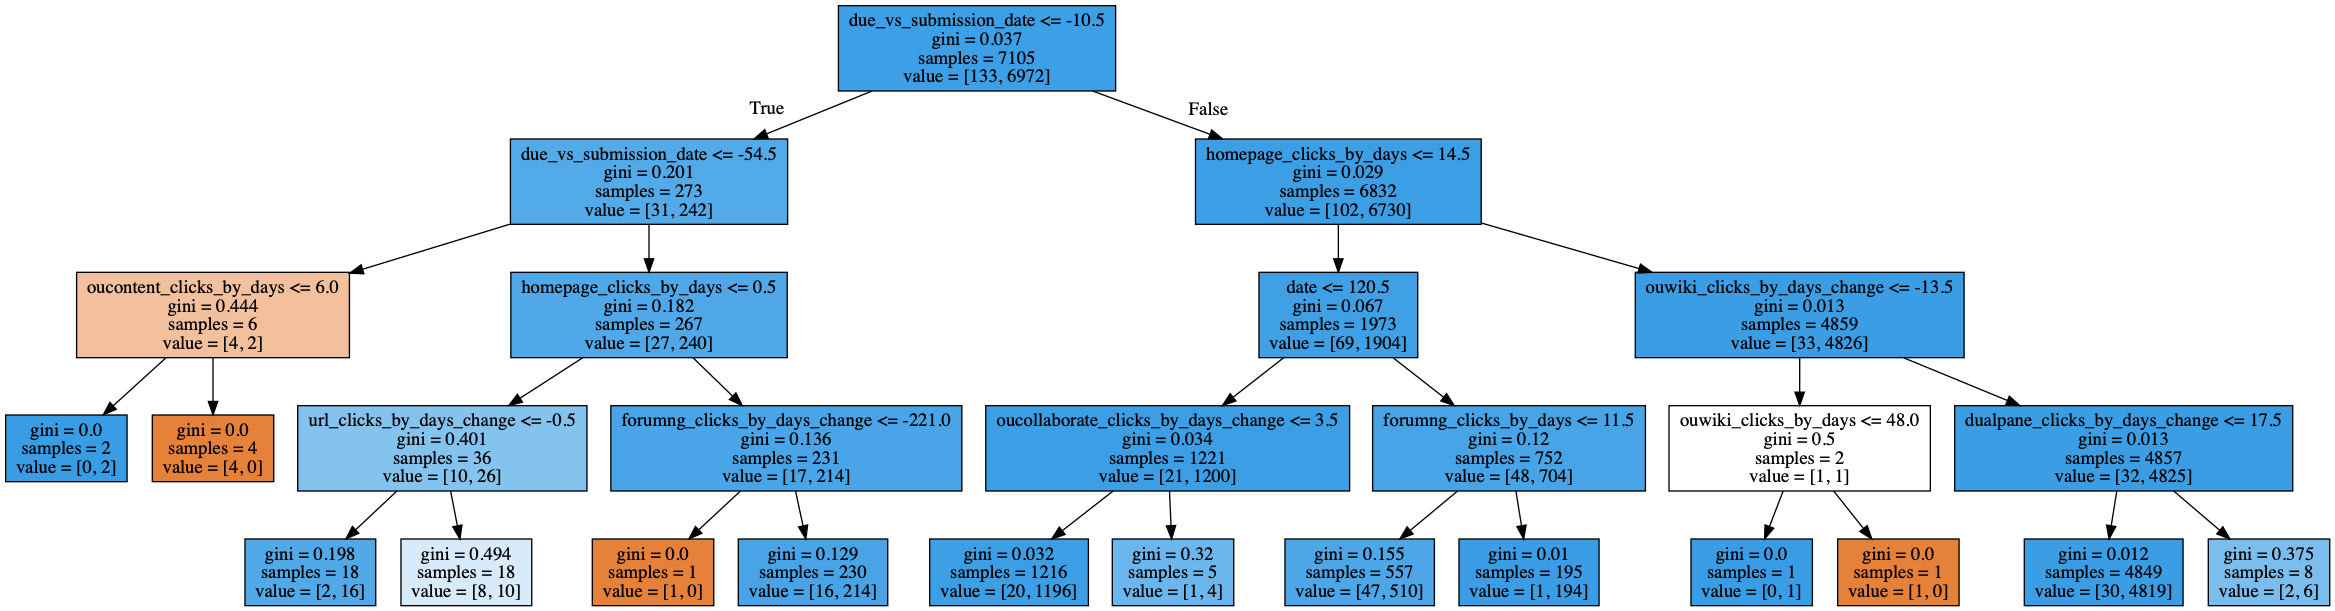 due_vs_submission_date <= -10.5
gini = 0.037
samples = 7105
value = [133, 6972]
True
False
due_vs_submission_date <= -54.5
gini = 0.201
samples = 273
value = [31, 242]
homepage_clicks_by_days <= 14.5
gini = 0.029
samples = 6832
value = [102, 6730]
oucontent_clicks_by_days <= 6.0
gini = 0.444
samples = 6
value = [4, 2]
homepage_clicks_by_days <= 0.5
gini = 0.182
samples = 267
value = [27, 240]
date <= 120.5
gini = 0.067
samples = 1973
value = [69, 1904]
ouwiki_clicks_by_days_change <= -13.5
gini = 0.013
samples = 4859
value = [33, 4826]
gini = 0.0
samples = 2
value = [0, 2]
gini = 0.0
samples = 4
value = [4, 0]
url_clicks_by_days_change <= -0.5
gini = 0.401
samples = 36
value = [10, 26]
forumng_clicks_by_days_change <= -221.0
gini = 0.136
samples = 231
value = [17, 214]
oucollaborate_clicks_by_days_change <= 3.5
gini = 0.034
samples = 1221
value = [21, 1200]
forumng_clicks_by_days <= 11.5
gini = 0.12
samples = 752
value = [48, 704]
ouwiki_clicks_by_days <= 48.0
gini = 0.5
samples = 2
value = [1, 1]
dualpane_clicks_by_days_change <= 17.5
gini = 0.013
samples = 4857
value = [32, 4825]
gini = 0.198
samples = 18
value = [2, 16]
gini = 0.494
samples = 18
value = [8, 10]
gini = 0.0
samples = 1
value = [1, 0]
gini = 0.129
samples = 230
value = [16, 214]
gini = 0.032
samples = 1216
value = [20, 1196]
gini = 0.32
samples = 5
value = [1, 4]
gini = 0.155
samples = 557
value = [47, 510]
gini = 0.01
samples = 195
value = [1, 194]
gini = 0.0
samples = 1
value = [0, 1]
gini = 0.0
samples = 1
value = [1, 0]
gini = 0.012
samples = 4849
value = [30, 4819]
gini = 0.375
samples = 8
value = [2, 6]